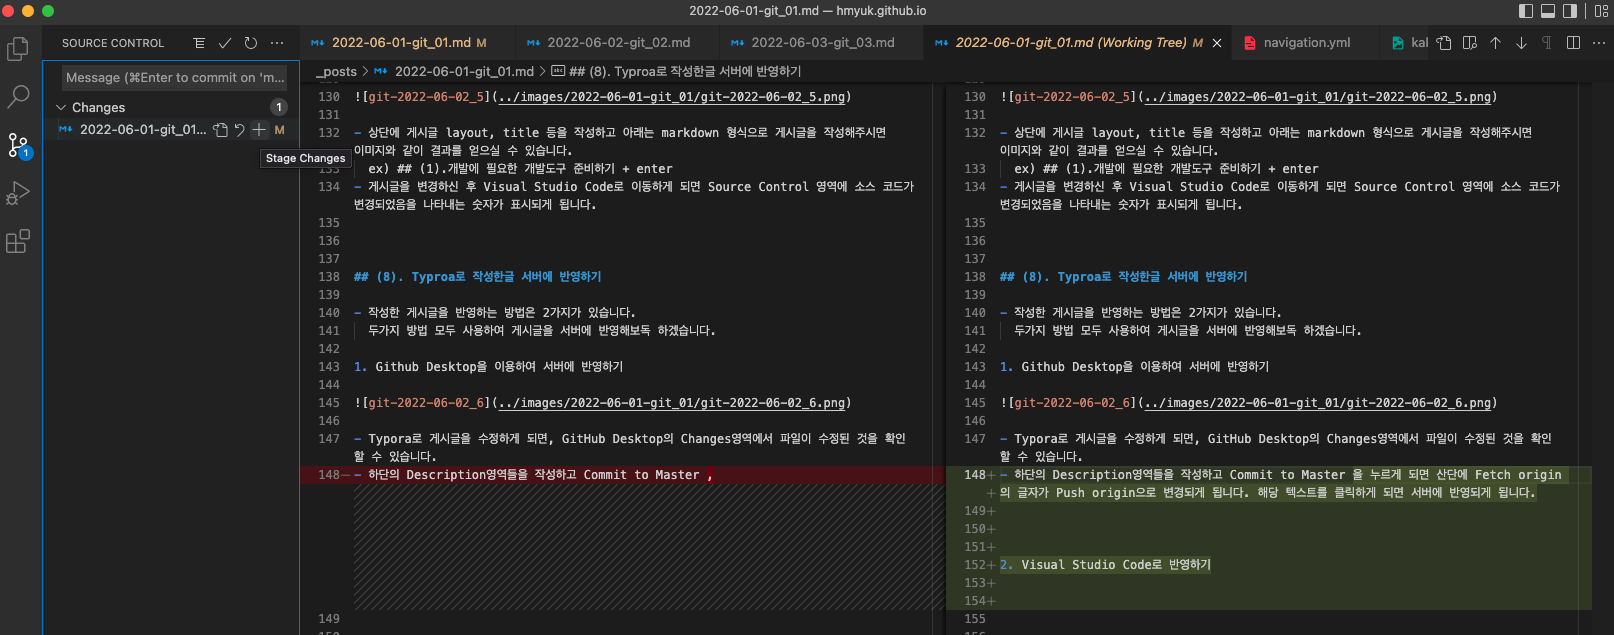 2022-06-01-git_01.md — hmyuk.github.io
SOURCE CONTROL
2022-06-01-git_01.md M
2022-06-02-git_02.md
2022-06-03-git_03.md
2022-06-01-git_01.md (Working Tree) M
navigation.yml
kal
Message (⌘Enter to commit on 'm...
_posts > 2022-06-01-git_01.md > ## (8). Typroa로 작성한글 서버에 반영하기
Changes 1
2022-06-01-git_01... M
Stage Changes
1
130 ![git-2022-06-02_5](../images/2022-06-01-git_01/git-2022-06-02_5.png)
131
132 - 상단에 게시글 layout, title 등을 작성하고 아래는 markdown 형식으로 게시글을 작성해주시면
이미지와 같이 결과를 얻으실 수 있습니다.
133 ex) ## (1).개발에 필요한 개발도구 준비하기 + enter
134 - 게시글을 변경하신 후 Visual Studio Code로 이동하게 되면 Source Control 영역에 소스 코드가
변경되었음을 나타내는 숫자가 표시되게 됩니다.
135
136
137
138 ## (8). Typroa로 작성한글 서버에 반영하기
139
140 - 작성한 게시글을 반영하는 방법은 2가지가 있습니다.
141 두가지 방법 모두 사용하여 게시글을 서버에 반영해보독 하겠습니다.
142
143 1. Github Desktop을 이용하여 서버에 반영하기
144
145 ![git-2022-06-02_6](../images/2022-06-01-git_01/git-2022-06-02_6.png)
146
147 - Typora로 게시글을 수정하게 되면, GitHub Desktop의 Changes영역에서 파일이 수정된 것을 확인
할 수 있습니다.
148 — - 하단의 Description영역들을 작성하고 Commit to Master ,
149
130 ![git-2022-06-02_5](../images/2022-06-01-git_01/git-2022-06-02_5.png)
131
132 - 상단에 게시글 layout, title 등을 작성하고 아래는 markdown 형식으로 게시글을 작성해주시면
이미지와 같이 결과를 얻으실 수 있습니다.
133 ex) ## (1).개발에 필요한 개발도구 준비하기 + enter
134 - 게시글을 변경하신 후 Visual Studio Code로 이동하게 되면 Source Control 영역에 소스 코드가
변경되었음을 나타내는 숫자가 표시되게 됩니다.
135
136
137
138 ## (8). Typroa로 작성한글 서버에 반영하기
139
140 - 작성한 게시글을 반영하는 방법은 2가지가 있습니다.
141 두가지 방법 모두 사용하여 게시글을 서버에 반영해보독 하겠습니다.
142
143 1. Github Desktop을 이용하여 서버에 반영하기
144
145 ![git-2022-06-02_6](../images/2022-06-01-git_01/git-2022-06-02_6.png)
146
147 - Typora로 게시글을 수정하게 되면, GitHub Desktop의 Changes영역에서 파일이 수정된 것을 확인
할 수 있습니다.
148+ - 하단의 Description영역들을 작성하고 Commit to Master 을 누르게 되면 산단에 Fetch origin
+ 의 글자가 Push origin으로 변경되게 됩니다. 해당 텍스트를 클릭하게 되면 서버에 반영되게 됩니다.
149+
150+
151+
152+ 2. Visual Studio Code로 반영하기
153+
154+
155